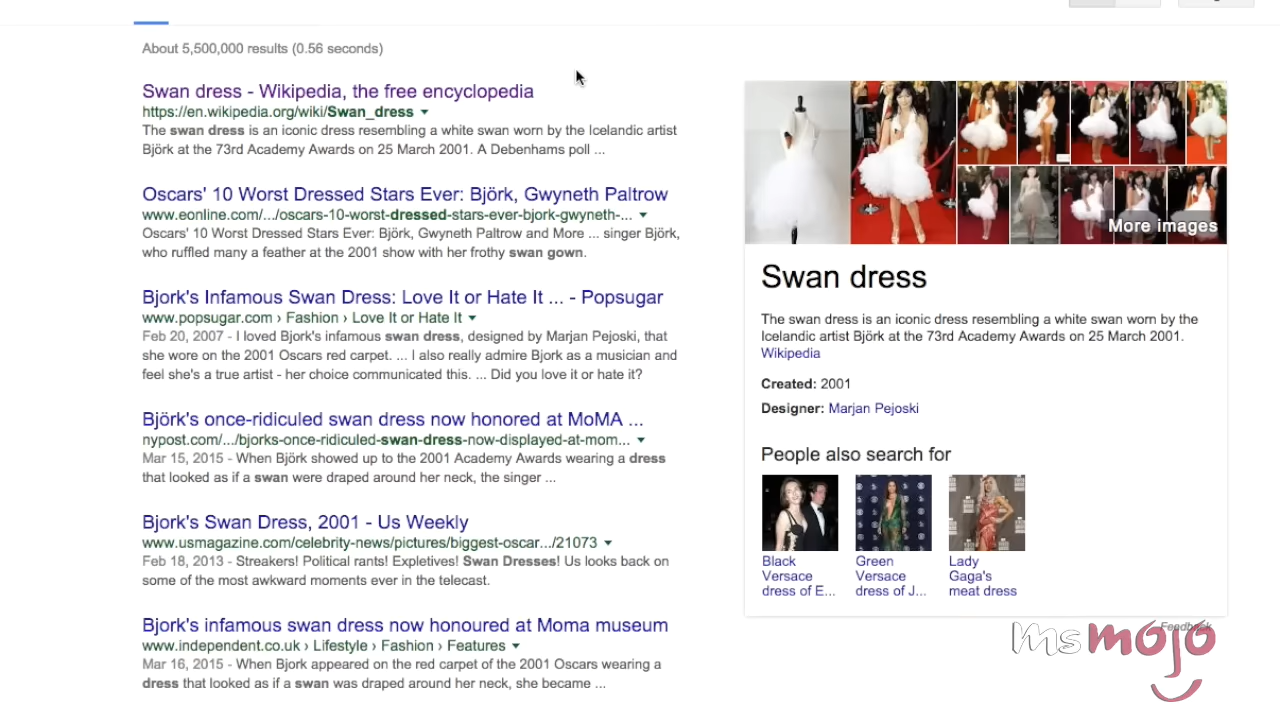 About 5,500,000 results (0.56 seconds)
Swan dress - Wikipedia, the free encyclopedia
https://en.wikipedia.org/wiki/Swan_dress
The swan dress is an iconic dress resembling a white swan worn by the Icelandic artist
Björk at the 73rd Academy Awards on 25 March 2001. A Debenhams poll ...
Oscars' 10 Worst Dressed Stars Ever: Björk, Gwyneth Paltrow
www.eonline.com/.../oscars-10-worst-dressed-stars-ever-bjork-gwyneth-...
Oscars' 10 Worst Dressed Stars Ever: Björk, Gwyneth Paltrow and More ... singer Björk,
who ruffled many a feather at the 2001 show with her frothy swan gown.
Bjork's Infamous Swan Dress: Love It or Hate It ... - Popsugar
www.popsugar.com › Fashion › Love It or Hate It
Feb 20, 2007 - I loved Bjork's infamous swan dress, designed by Marjan Pejoski, that
she wore on the 2001 Oscars red carpet. ... I also really admire Bjork as a musician and
feel she's a true artist - her choice communicated this. ... Did you love it or hate it?
Björk's once-ridiculed swan dress now honored at MoMA ...
nypost.com/.../bjorks-once-ridiculed-swan-dress-now-displayed-at-mom...
Mar 15, 2015 - When Björk showed up to the 2001 Academy Awards wearing a dress
that looked as if a swan were draped around her neck, the singer ...
Bjork's Swan Dress, 2001 - Us Weekly
www.usmagazine.com/celebrity-news/pictures/biggest-oscar.../21073
Feb 18, 2013 - Streakers! Political rants! Expletives! Swan Dresses! Us looks back on
some of the most awkward moments ever in the telecast.
Bjork's infamous swan dress now honoured at Moma museum
www.independent.co.uk › Lifestyle › Fashion › Features
Mar 16, 2015 - When Bjork appeared on the red carpet of the 2001 Oscars wearing a
dress that looked as if a swan was draped around her neck, she became ...
More images
Swan dress
The swan dress is an iconic dress resembling a white swan worn by the
Icelandic artist Björk at the 73rd Academy Awards on 25 March 2001.
Wikipedia
Created: 2001
Designer: Marjan Pejoski
People also search for
Black
Versace
dress of E...
Green
Versace
dress of J...
Lady
Gaga's
meat dress
Feedback
msmojo